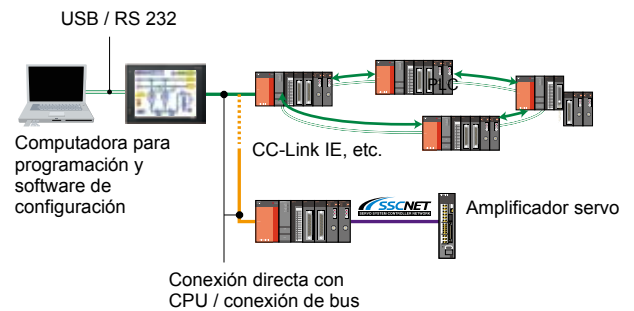 USB / RS 232
PLC
Computadora para
programación y
software de
configuración
CC-Link IE, etc.
SSCNET
SERVO SYSTEM CONTROLLER NETWORK
Amplificador servo
Conexión directa con
CPU / conexión de bus